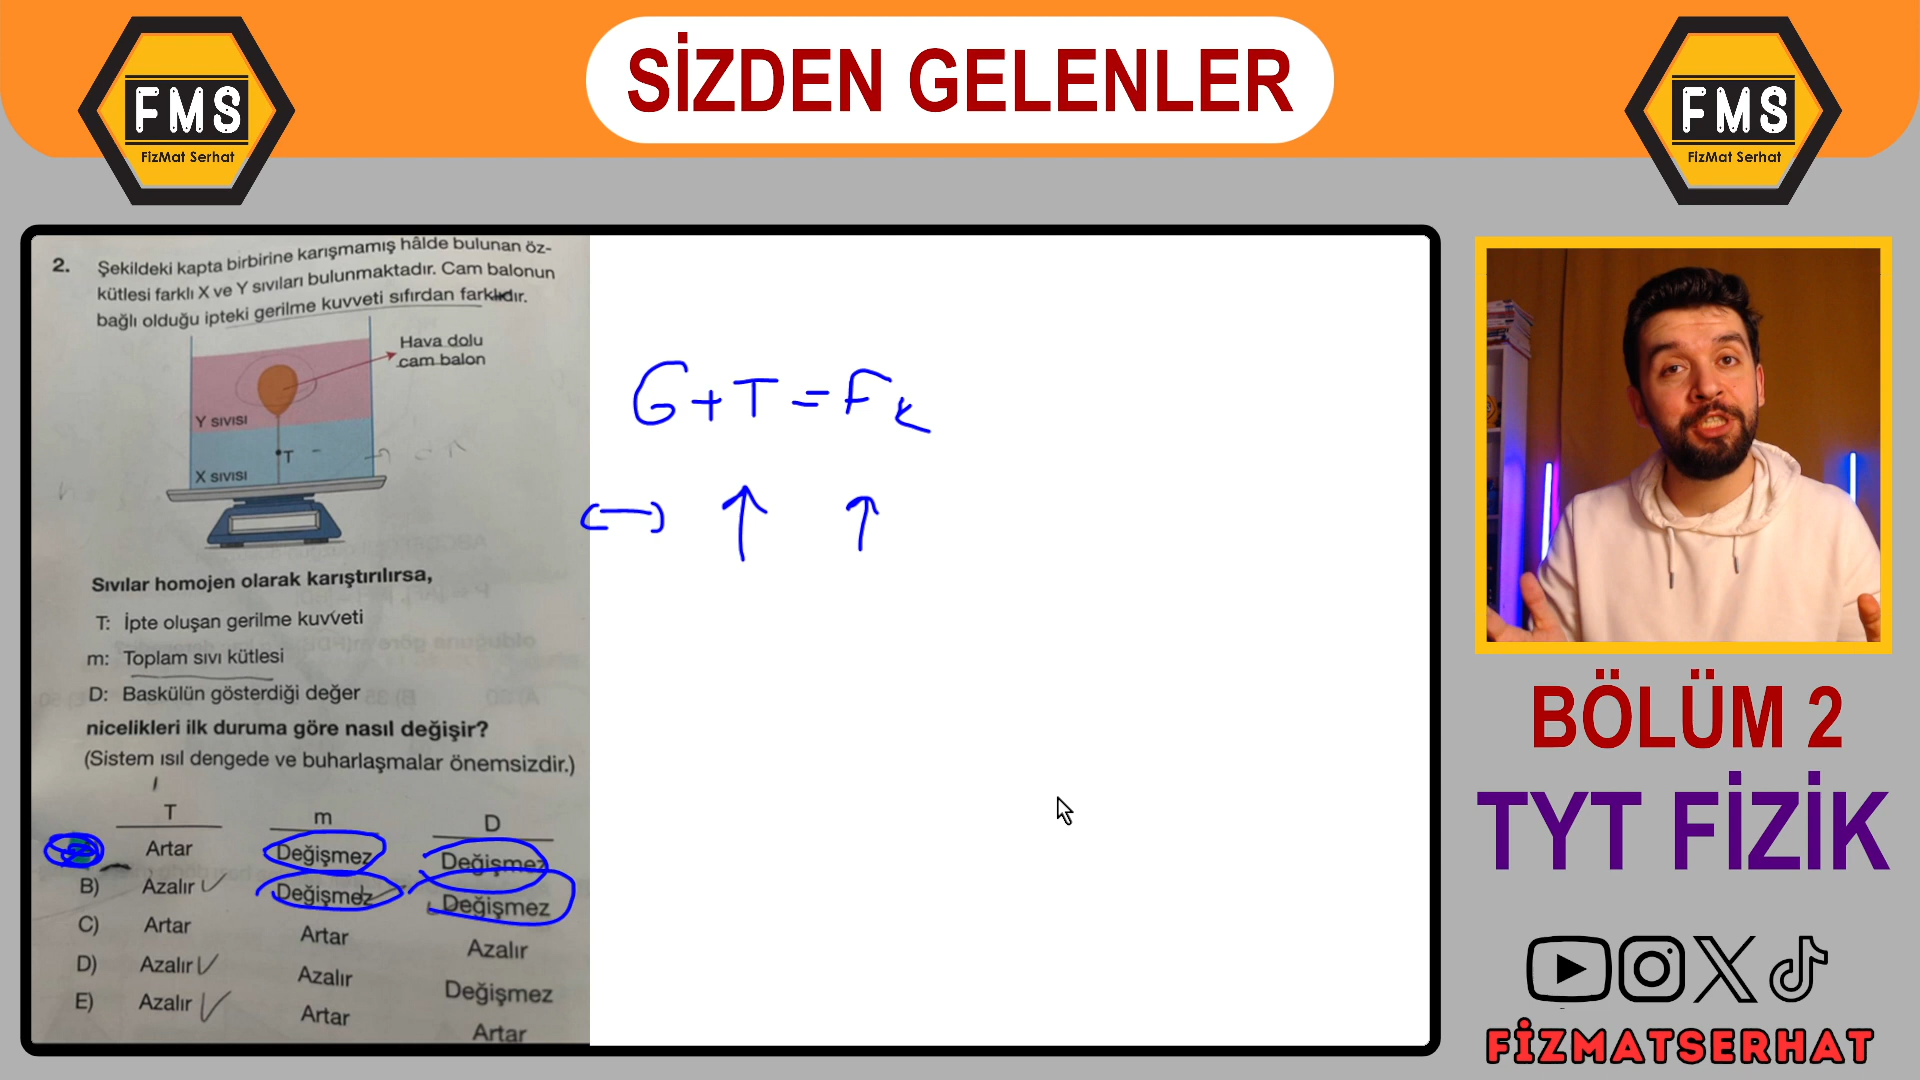 SİZDEN GELENLER
FMS
FizMat Serhat
FMS
FizMat Serhat
2. Şekildeki kapta birbirine karışmamış hâlde bulunan öz-
kütlesi farklı X ve Y sıvıları bulunmaktadır. Cam balonun
bağlı olduğu ipteki gerilme kuvveti sıfırdan farklıdır.
Hava dolu
cam balon
Y SIVISI
T
X SIVISI
Sıvılar homojen olarak karıştırılırsa,
T: İpte oluşan gerilme kuvveti
m: Toplam sıvı kütlesi
D: Baskülün gösterdiği değer
nicelikleri ilk duruma göre nasıl değişir?
(Sistem ısıl dengede ve buharlaşmalar önemsizdir.)
T m D
Artar Değişmez Değişmez
B) Azalır Değişmez Değişmez
C) Artar Artar Azalır
D) Azalır Azalır Değişmez
E) Azalır Artar Artar
G+T=Fk
BÖLÜM 2
TYT FİZİK
FİZMATSERHAT